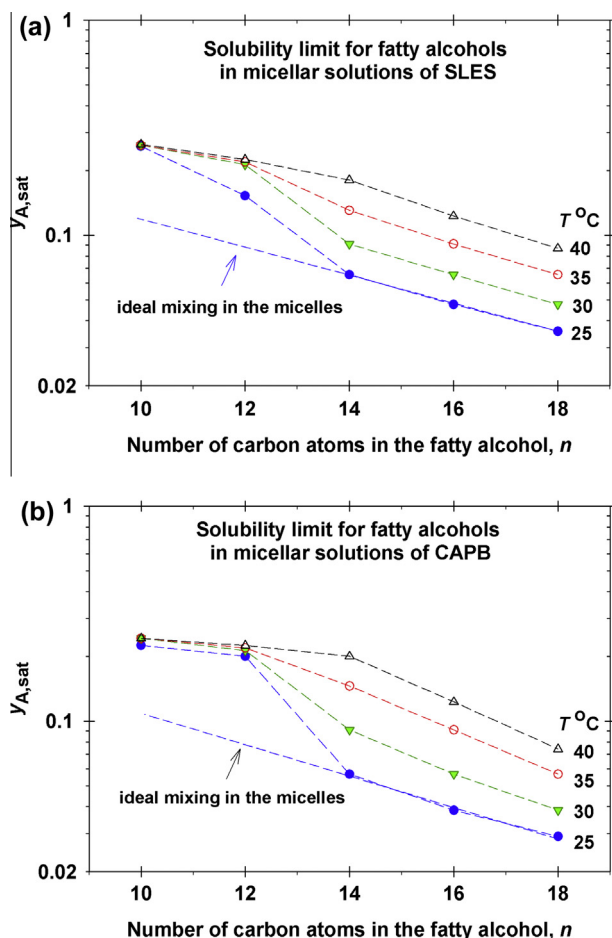 (a)
1
Solubility limit for fatty alcohols
in micellar solutions of SLES
yA,sat
0.1
T °C
40
35
30
25
ideal mixing in the micelles
0.02
10 12 14 16 18
Number of carbon atoms in the fatty alcohol, n
(b)
1
Solubility limit for fatty alcohols
in micellar solutions of CAPB
yA,sat
0.1
T °C
40
35
30
25
ideal mixing in the micelles
0.02
10 12 14 16 18
Number of carbon atoms in the fatty alcohol, n